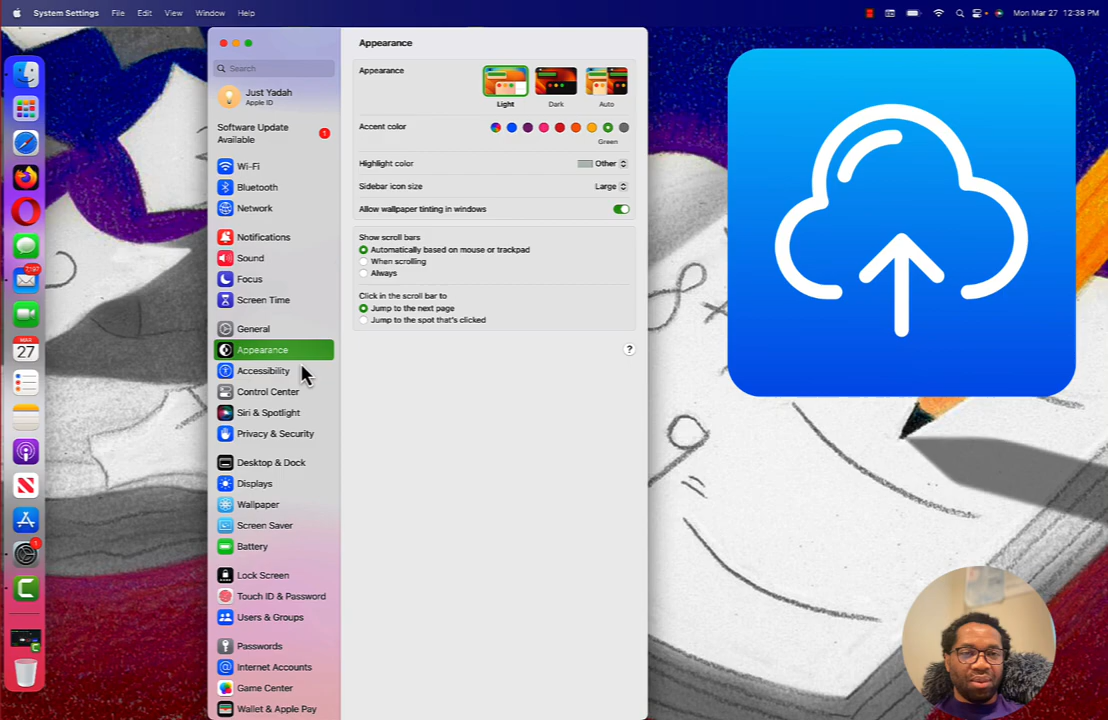 System Settings File Edit View Window Help Mon Mar 27 12:38 PM
Search
Just Yadah
Apple ID
Software Update
Available
1
Wi-Fi
Bluetooth
Network
Notifications
Sound
Focus
Screen Time
General
Appearance
Accessibility
Control Center
Siri & Spotlight
Privacy & Security
Desktop & Dock
Displays
Wallpaper
Screen Saver
Battery
Lock Screen
Touch ID & Password
Users & Groups
Passwords
Internet Accounts
Game Center
Wallet & Apple Pay
Appearance
Appearance
Light Dark Auto
Accent color
Green
Highlight color Other
Sidebar icon size Large
Allow wallpaper tinting in windows
Show scroll bars
Automatically based on mouse or trackpad
When scrolling
Always
Click in the scroll bar to
Jump to the next page
Jump to the spot that's clicked
?
MAR
27
1